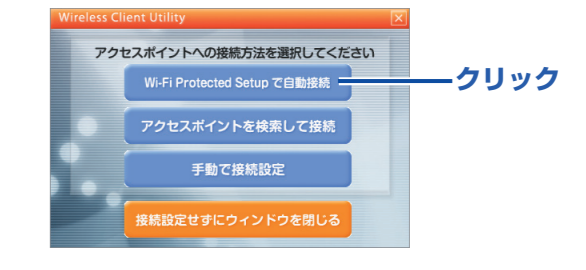 Wireless Client Utility
アクセスポイントへの接続方法を選択してください
Wi-Fi Protected Setup で自動接続
クリック
アクセスポイントを検索して接続
手動で接続設定
接続設定せずにウィンドウを閉じる